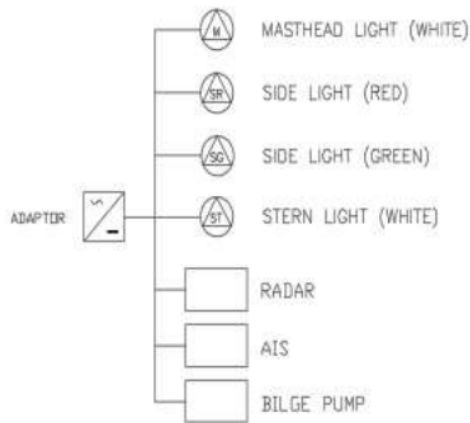 M MASTHEAD LIGHT (WHITE)
SR SIDE LIGHT (RED)
SG SIDE LIGHT (GREEN)
ADAPTOR
ST STERN LIGHT (WHITE)
RADAR
AIS
BILGE PUMP